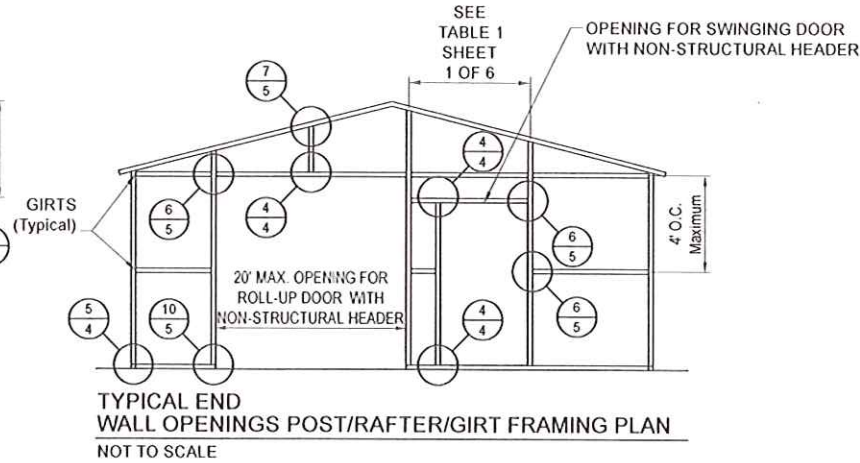 SEE
TABLE 1
SHEET
1 OF 6
OPENING FOR SWINGING DOOR
WITH NON-STRUCTURAL HEADER
7
5
4
4
GIRTS
(Typical)
6
5
4
4
6
5
4' O.C.
Maximum
20' MAX. OPENING FOR
ROLL-UP DOOR WITH
NON-STRUCTURAL HEADER
5
4
10
5
4
4
6
5
TYPICAL END
WALL OPENINGS POST/RAFTER/GIRT FRAMING PLAN
NOT TO SCALE